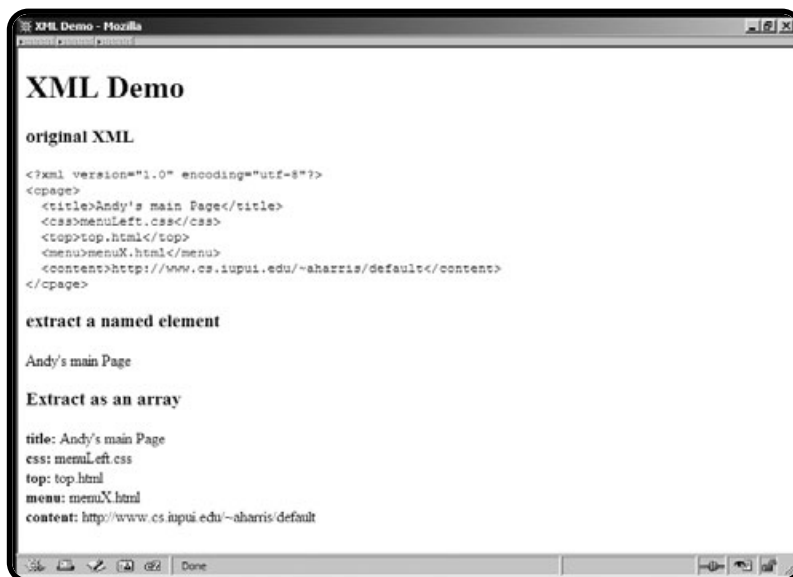 XML Demo - Mozilla
XML Demo
original XML
<?xml version="1.0" encoding="utf-8"?>
<cpage>
<title>Andy's main Page</title>
<css>menuLeft.css</css>
<top>top.html</top>
<menu>menuX.html</menu>
<content>http://www.cs.iupui.edu/~aharris/default</content>
</cpage>
extract a named element
Andy's main Page
Extract as an array
title: Andy's main Page
css: menuLeft.css
top: top.html
menu: menuX.html
content: http://www.cs.iupui.edu/~aharris/default
Done